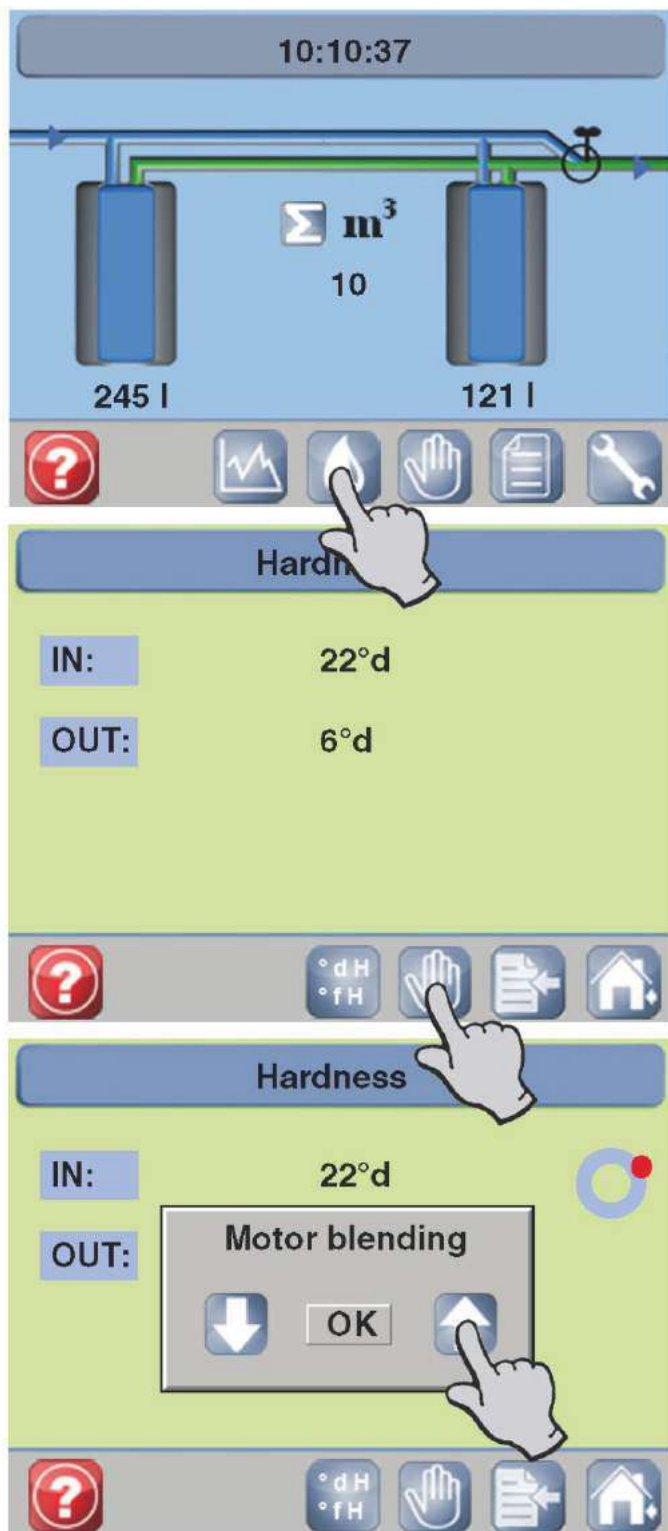 10:10:37
Σ m³
10
245 l
121 l
?
Hardn
IN: 22°d
OUT: 6°d
?
°dH
°fH
Hardness
IN: 22°d
OUT:
Motor blending
OK
?
°dH
°fH